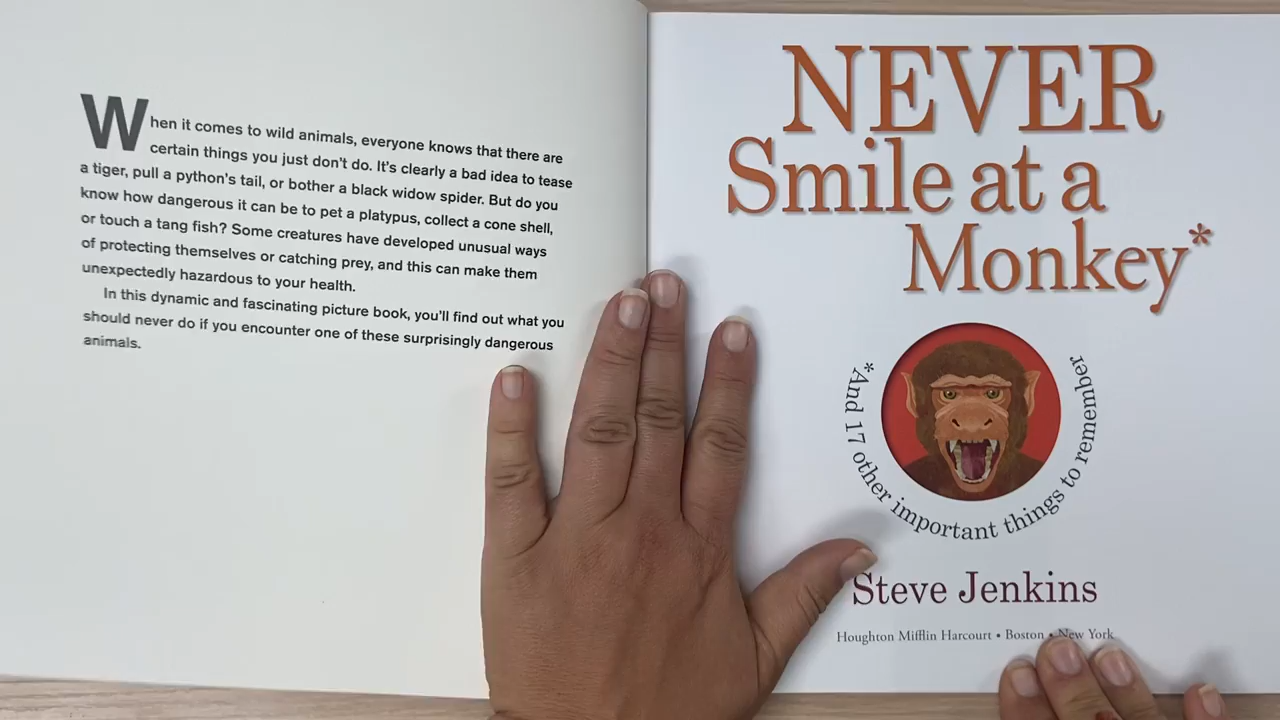 When it comes to wild animals, everyone knows that there are
certain things you just don't do. It's clearly a bad idea to tease
a tiger, pull a python's tail, or bother a black widow spider. But do you
know how dangerous it can be to pet a platypus, collect a cone shell,
or touch a tang fish? Some creatures have developed unusual ways
of protecting themselves or catching prey, and this can make them
unexpectedly hazardous to your health.
In this dynamic and fascinating picture book, you'll find out what you
should never do if you encounter one of these surprisingly dangerous
animals.
NEVER
Smile at a
Monkey*
*And 17 other important things to remember
Steve Jenkins
Houghton Mifflin Harcourt • Boston • New York